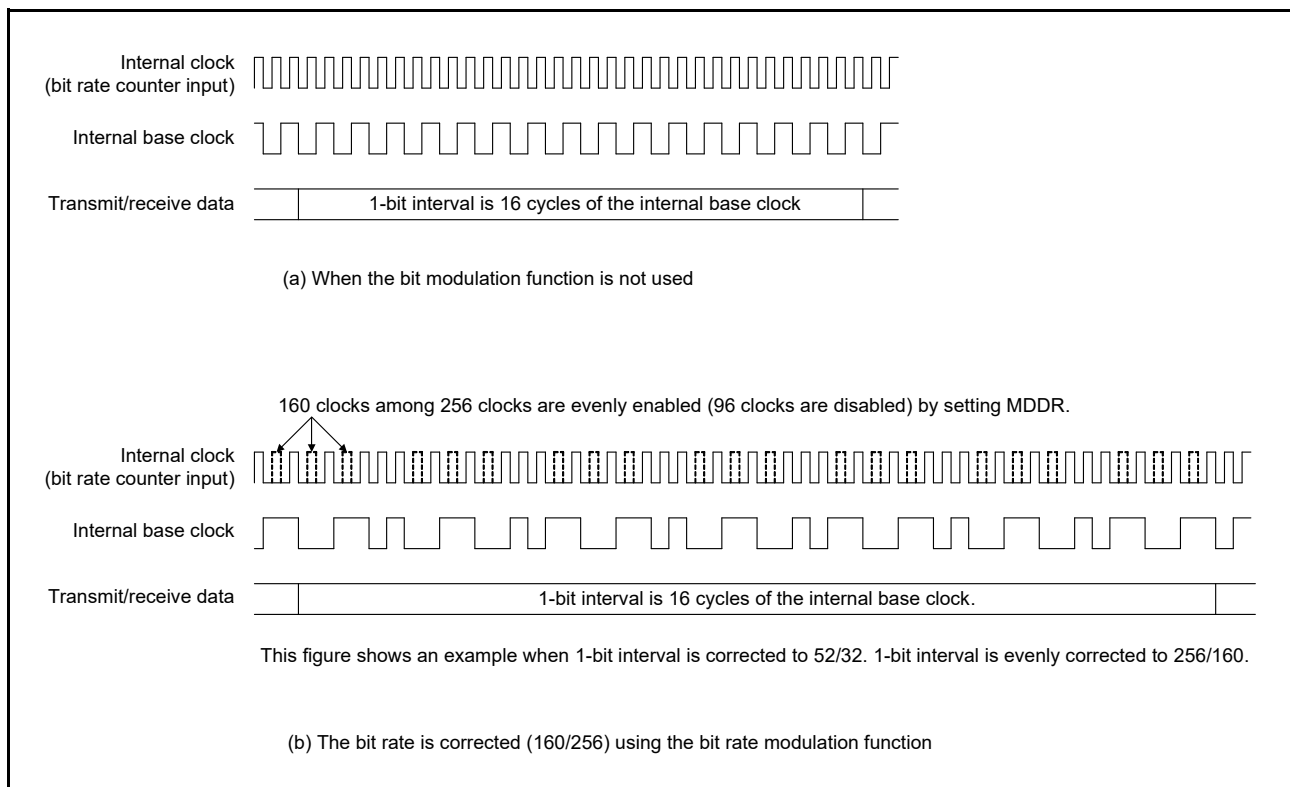 Internal clock
(bit rate counter input)
Internal base clock
Transmit/receive data
1-bit interval is 16 cycles of the internal base clock
(a) When the bit modulation function is not used
160 clocks among 256 clocks are evenly enabled (96 clocks are disabled) by setting MDDR.
Internal clock
(bit rate counter input)
Internal base clock
Transmit/receive data
1-bit interval is 16 cycles of the internal base clock.
This figure shows an example when 1-bit interval is corrected to 52/32. 1-bit interval is evenly corrected to 256/160.
(b) The bit rate is corrected (160/256) using the bit rate modulation function